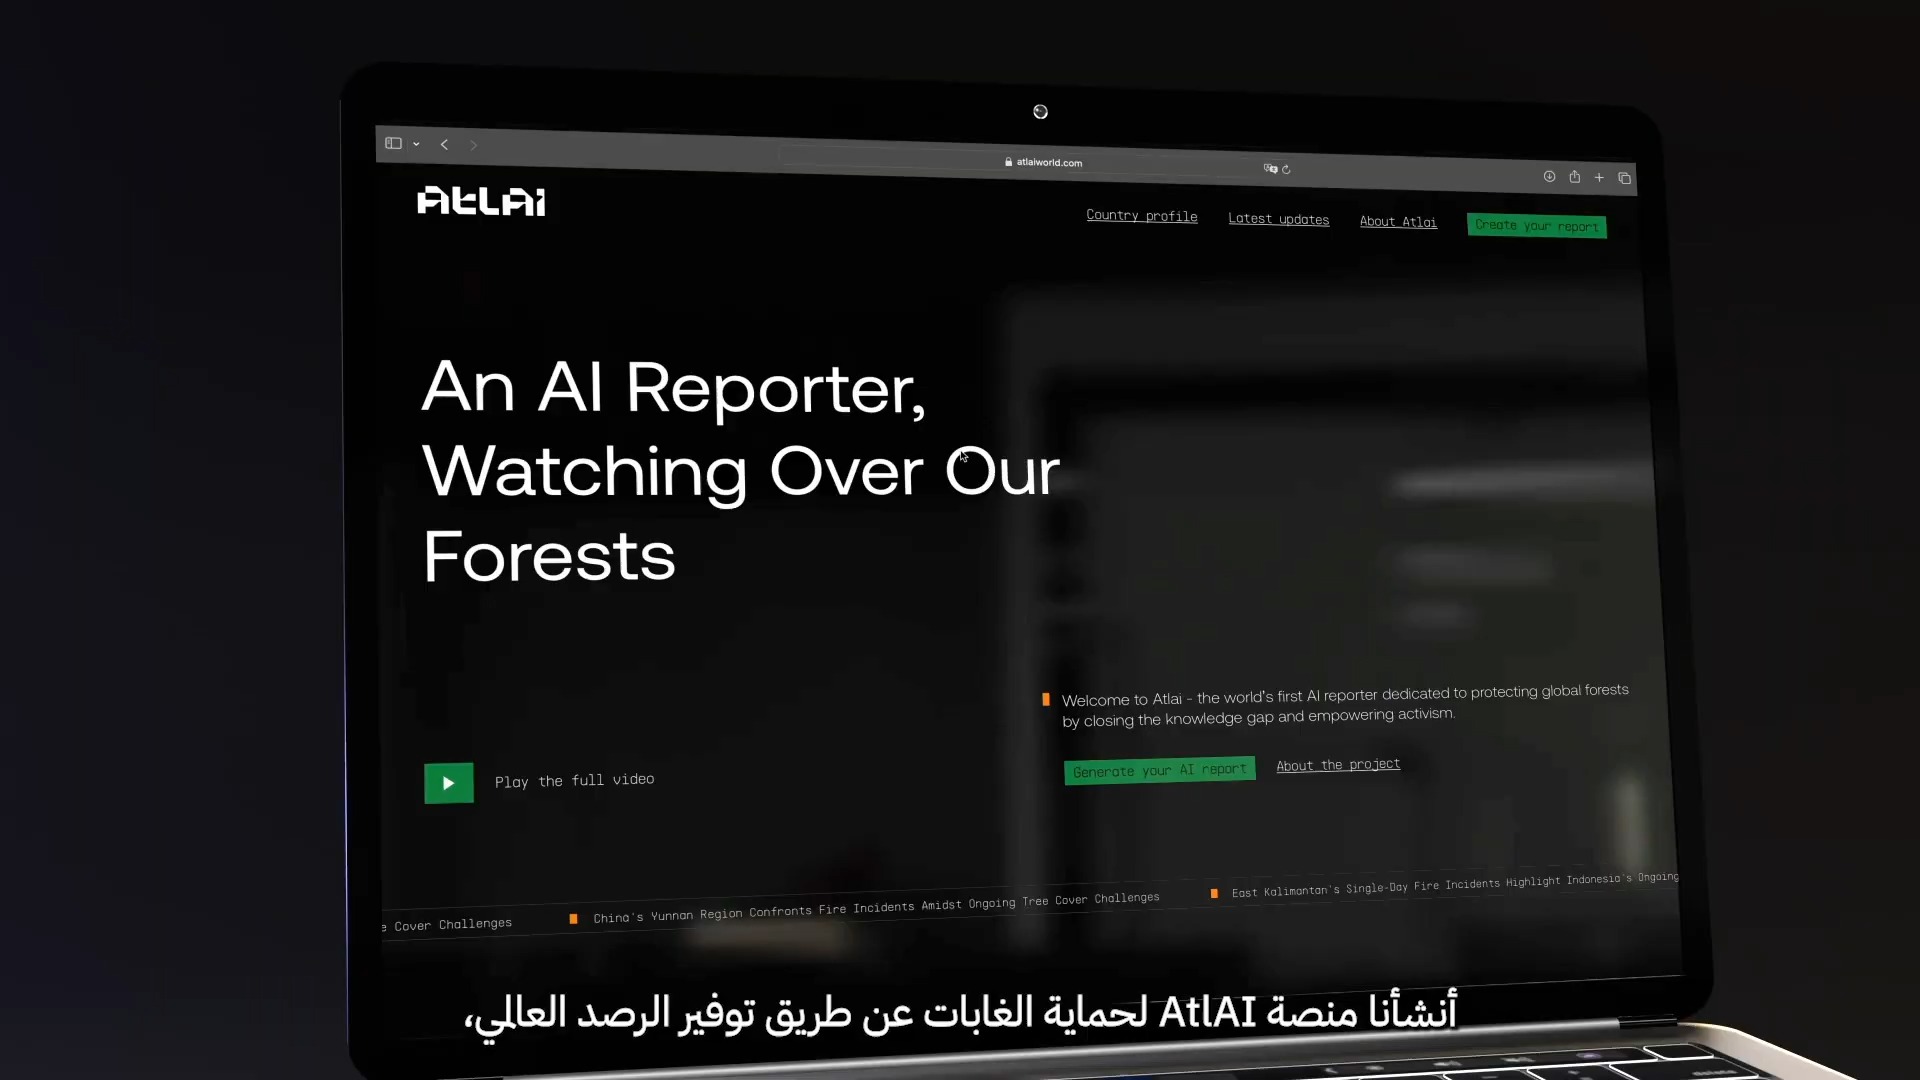 atlaiworld.com
AtLAi
Country profile
Latest updates
About Atlai
Create your report
An AI Reporter,
Watching Over Our
Forests
Welcome to Atlai - the world's first AI reporter dedicated to protecting global forests
by closing the knowledge gap and empowering activism.
Generate your AI report
About the project
Play the full video
e Cover Challenges
China's Yunnan Region Confronts Fire Incidents Amidst Ongoing Tree Cover Challenges
East Kalimantan's Single-Day Fire Incidents Highlight Indonesia's Ongoing
أنشأنا منصة AtlAI لحماية الغابات عن طريق توفير الرصد العالمي،